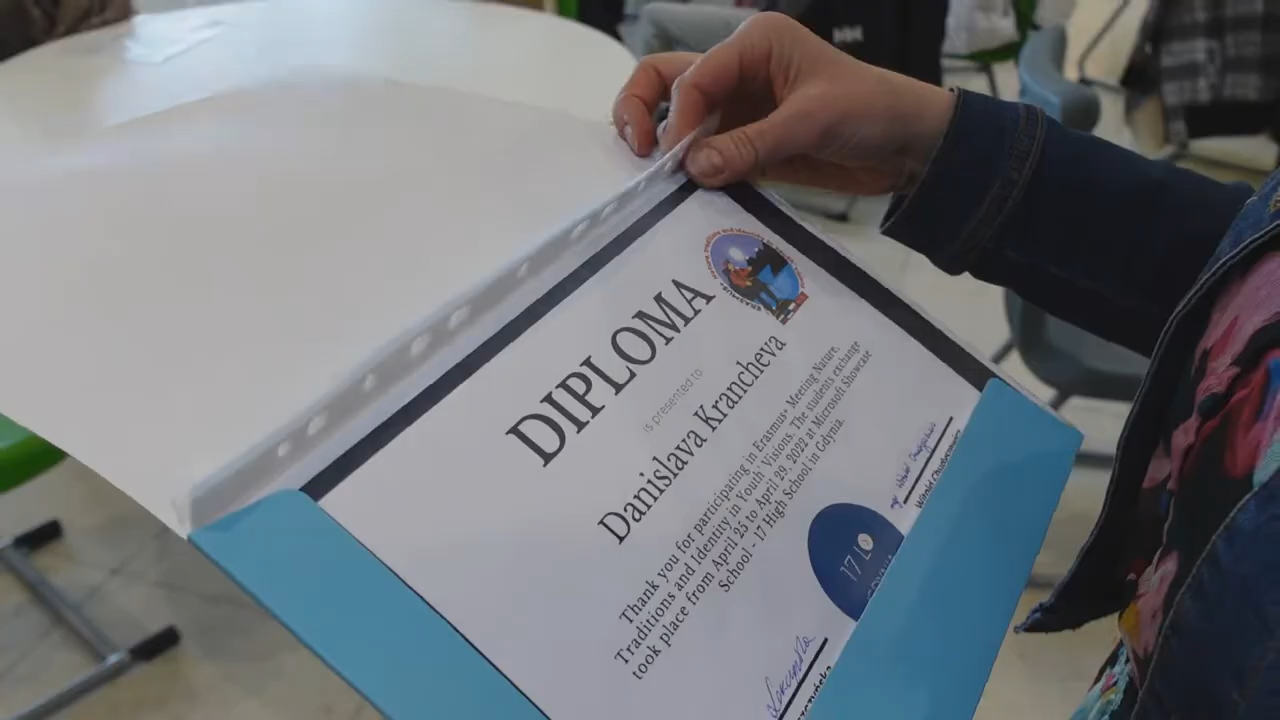 HH
DIPLOMA
is presented to
Danislava Krancheva
Thank you for participating in Erasmus+ Meeting Nature,
Traditions and Identity in Youth' Visions. The students exchange
took place from April 25 to April 29, 2022 at Microsoft Showcase
School - 17 High School in Gdynia.
17 LO